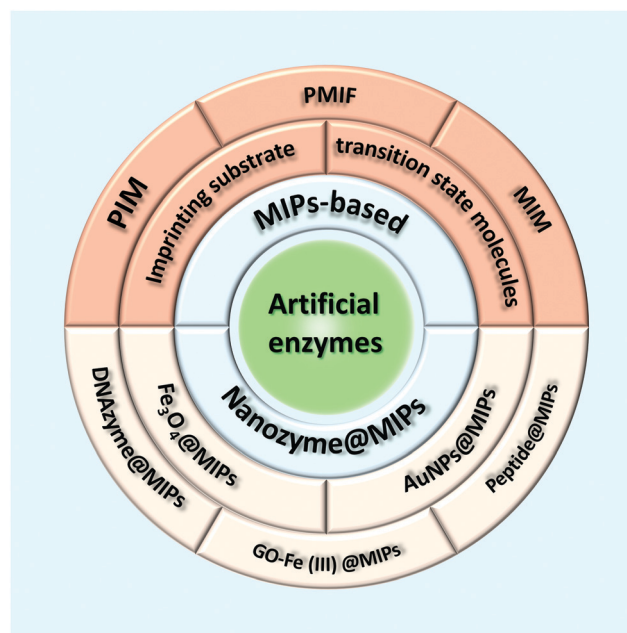 PMIF
PIM
MIM
Imprinting substrate
transition state molecules
MIPs-based
Artificial
enzymes
Nanozyme@MIPs
Fe₃O₄@MIPs
AuNPs@MIPs
DNAzyme@MIPs
GO-Fe (III) @MIPs
Peptide@MIPs